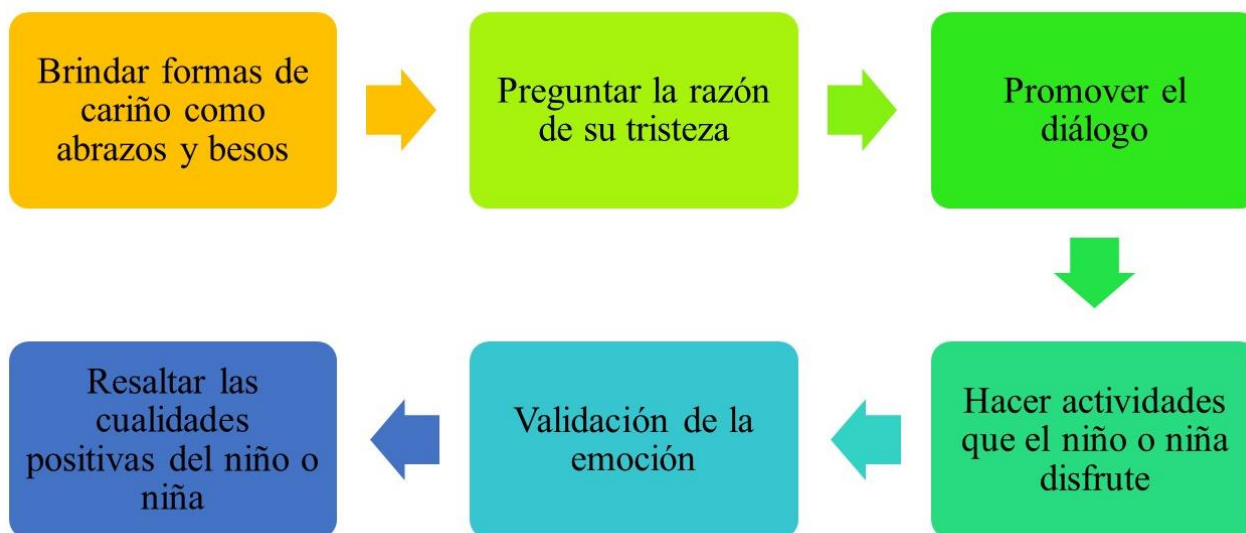 Brindar formas de
cariño como
abrazos y besos
Preguntar la razón
de su tristeza
Promover el
diálogo
Hacer actividades
que el niño o niña
disfrute
Validación de la
emoción
Resaltar las
cualidades
positivas del niño o
niña